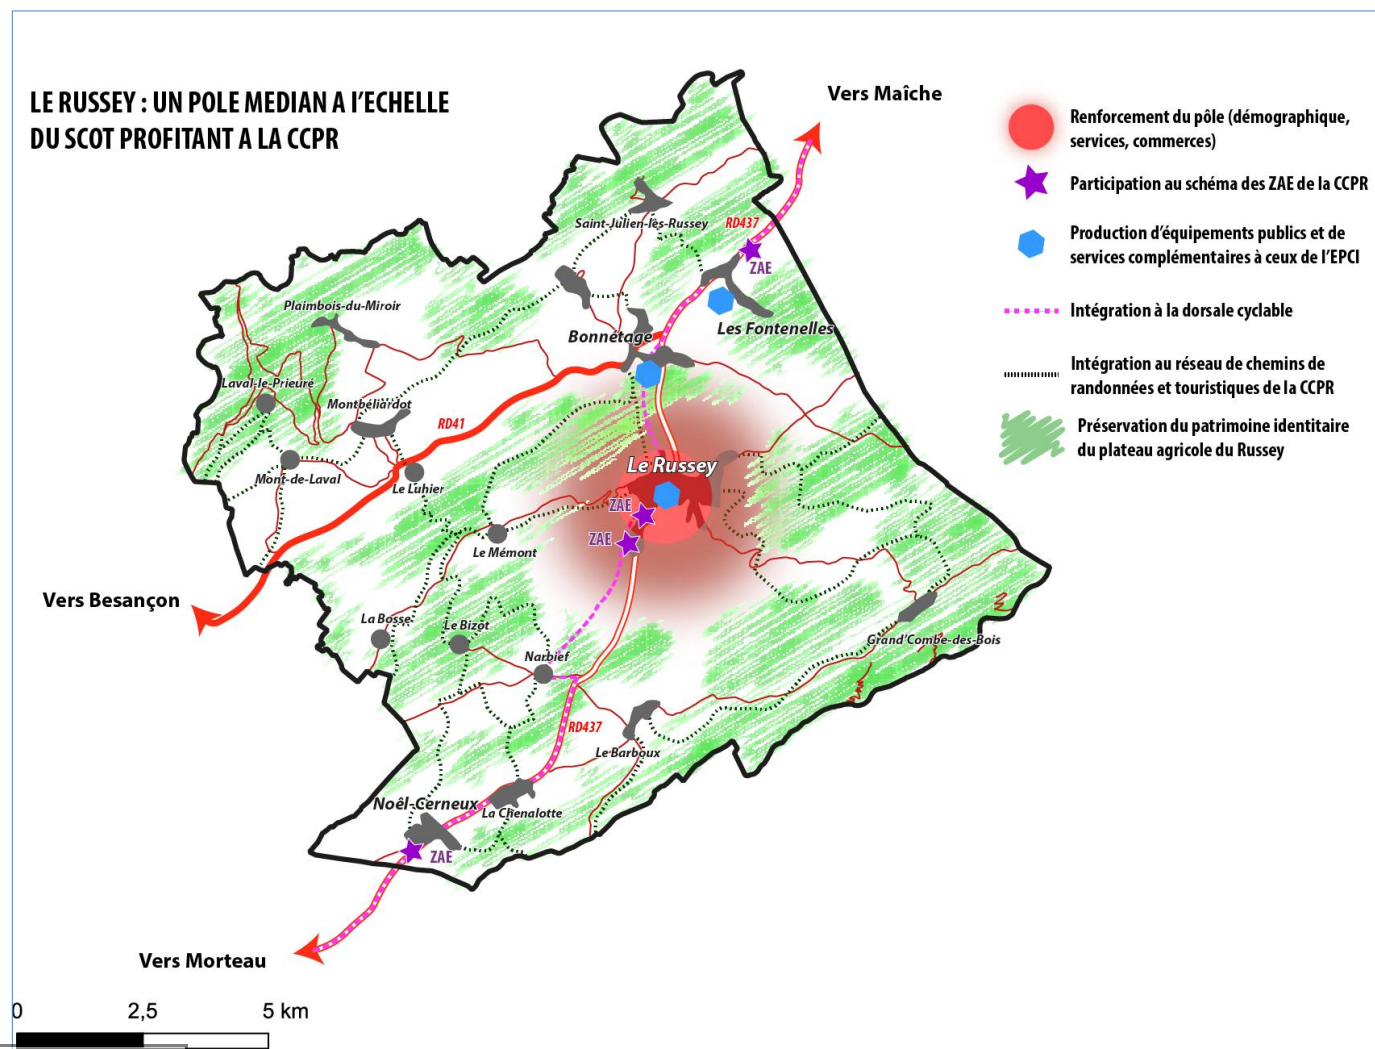 LE RUSSEY : UN POLE MEDIAN A l’ECHELLE
DU SCOT PROFITANT A LA CCPR
Vers Maîche
Renforcement du pôle (démographique,
services, commerces)
Participation au schéma des ZAE de la CCPR
Production d’équipements publics et de
services complémentaires à ceux de l’EPCI
Intégration à la dorsale cyclable
Intégration au réseau de chemins de
randonnées et touristiques de la CCPR
Préservation du patrimoine identitaire
du plateau agricole du Russey
Saint-Julien-lès-Russey
RD437
ZAE
Plaimbois-du-Miroir
Les Fontenelles
Bonnétage
Laval-le-Prieuré
Montbéliardot
RD41
Le Russey
Mont-de-Laval
Le Luhier
ZAE
ZAE
Le Mémont
Vers Besançon
La Bosse
Le Bizot
Grand'Combe-des-Bois
Narbief
RD437
Le Barboux
Noêl-Cerneux
La Chenalotte
ZAE
Vers Morteau
0 2,5 5 km